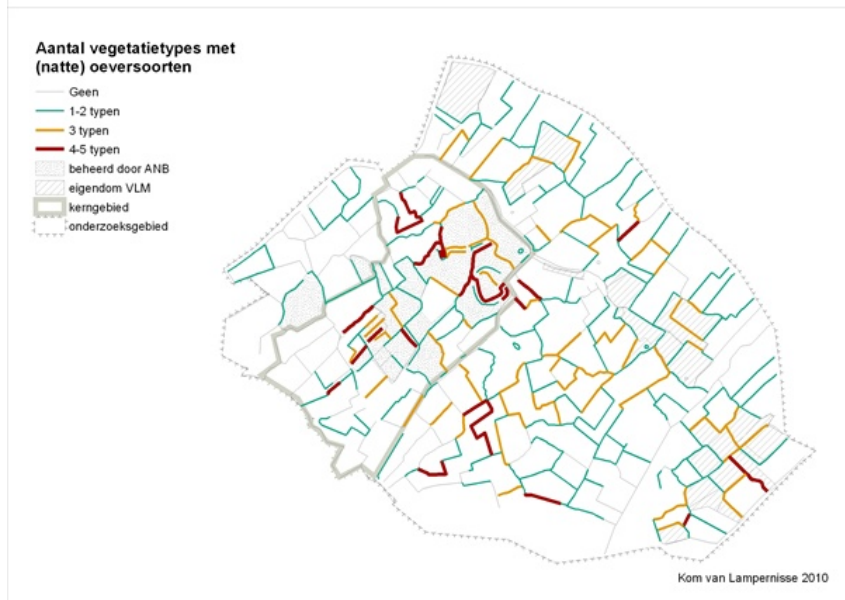 Aantal vegetatietypes met
(natte) oeversoorten
Geen
1-2 typen
3 typen
4-5 typen
beheerd door ANB
eigendom VLM
kerngebied
onderzoeksgebied
Kom van Lampernisse 2010